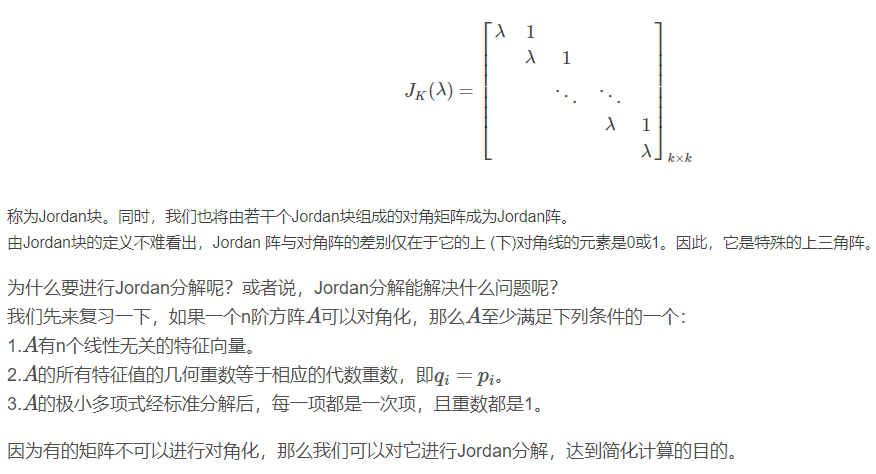 J_K(λ) = [λ 1
λ 1
⋱ ⋱
λ 1
λ]_{k×k}
称为Jordan块。同时，我们也将由若干个Jordan块组成的对角矩阵成为Jordan阵。
由Jordan块的定义不难看出，Jordan 阵与对角阵的差别仅在于它的上 (下)对角线的元素是0或1。因此，它是特殊的上三角阵。
为什么要进行Jordan分解呢？或者说，Jordan分解能解决什么问题呢？
我们先来复习一下，如果一个n阶方阵A可以对角化，那么A至少满足下列条件的一个：
1.A有n个线性无关的特征向量。
2.A的所有特征值的几何重数等于相应的代数重数，即q_i = p_i。
3.A的极小多项式经标准分解后，每一项都是一次项，且重数都是1。
因为有的矩阵不可以进行对角化，那么我们可以对它进行Jordan分解，达到简化计算的目的。